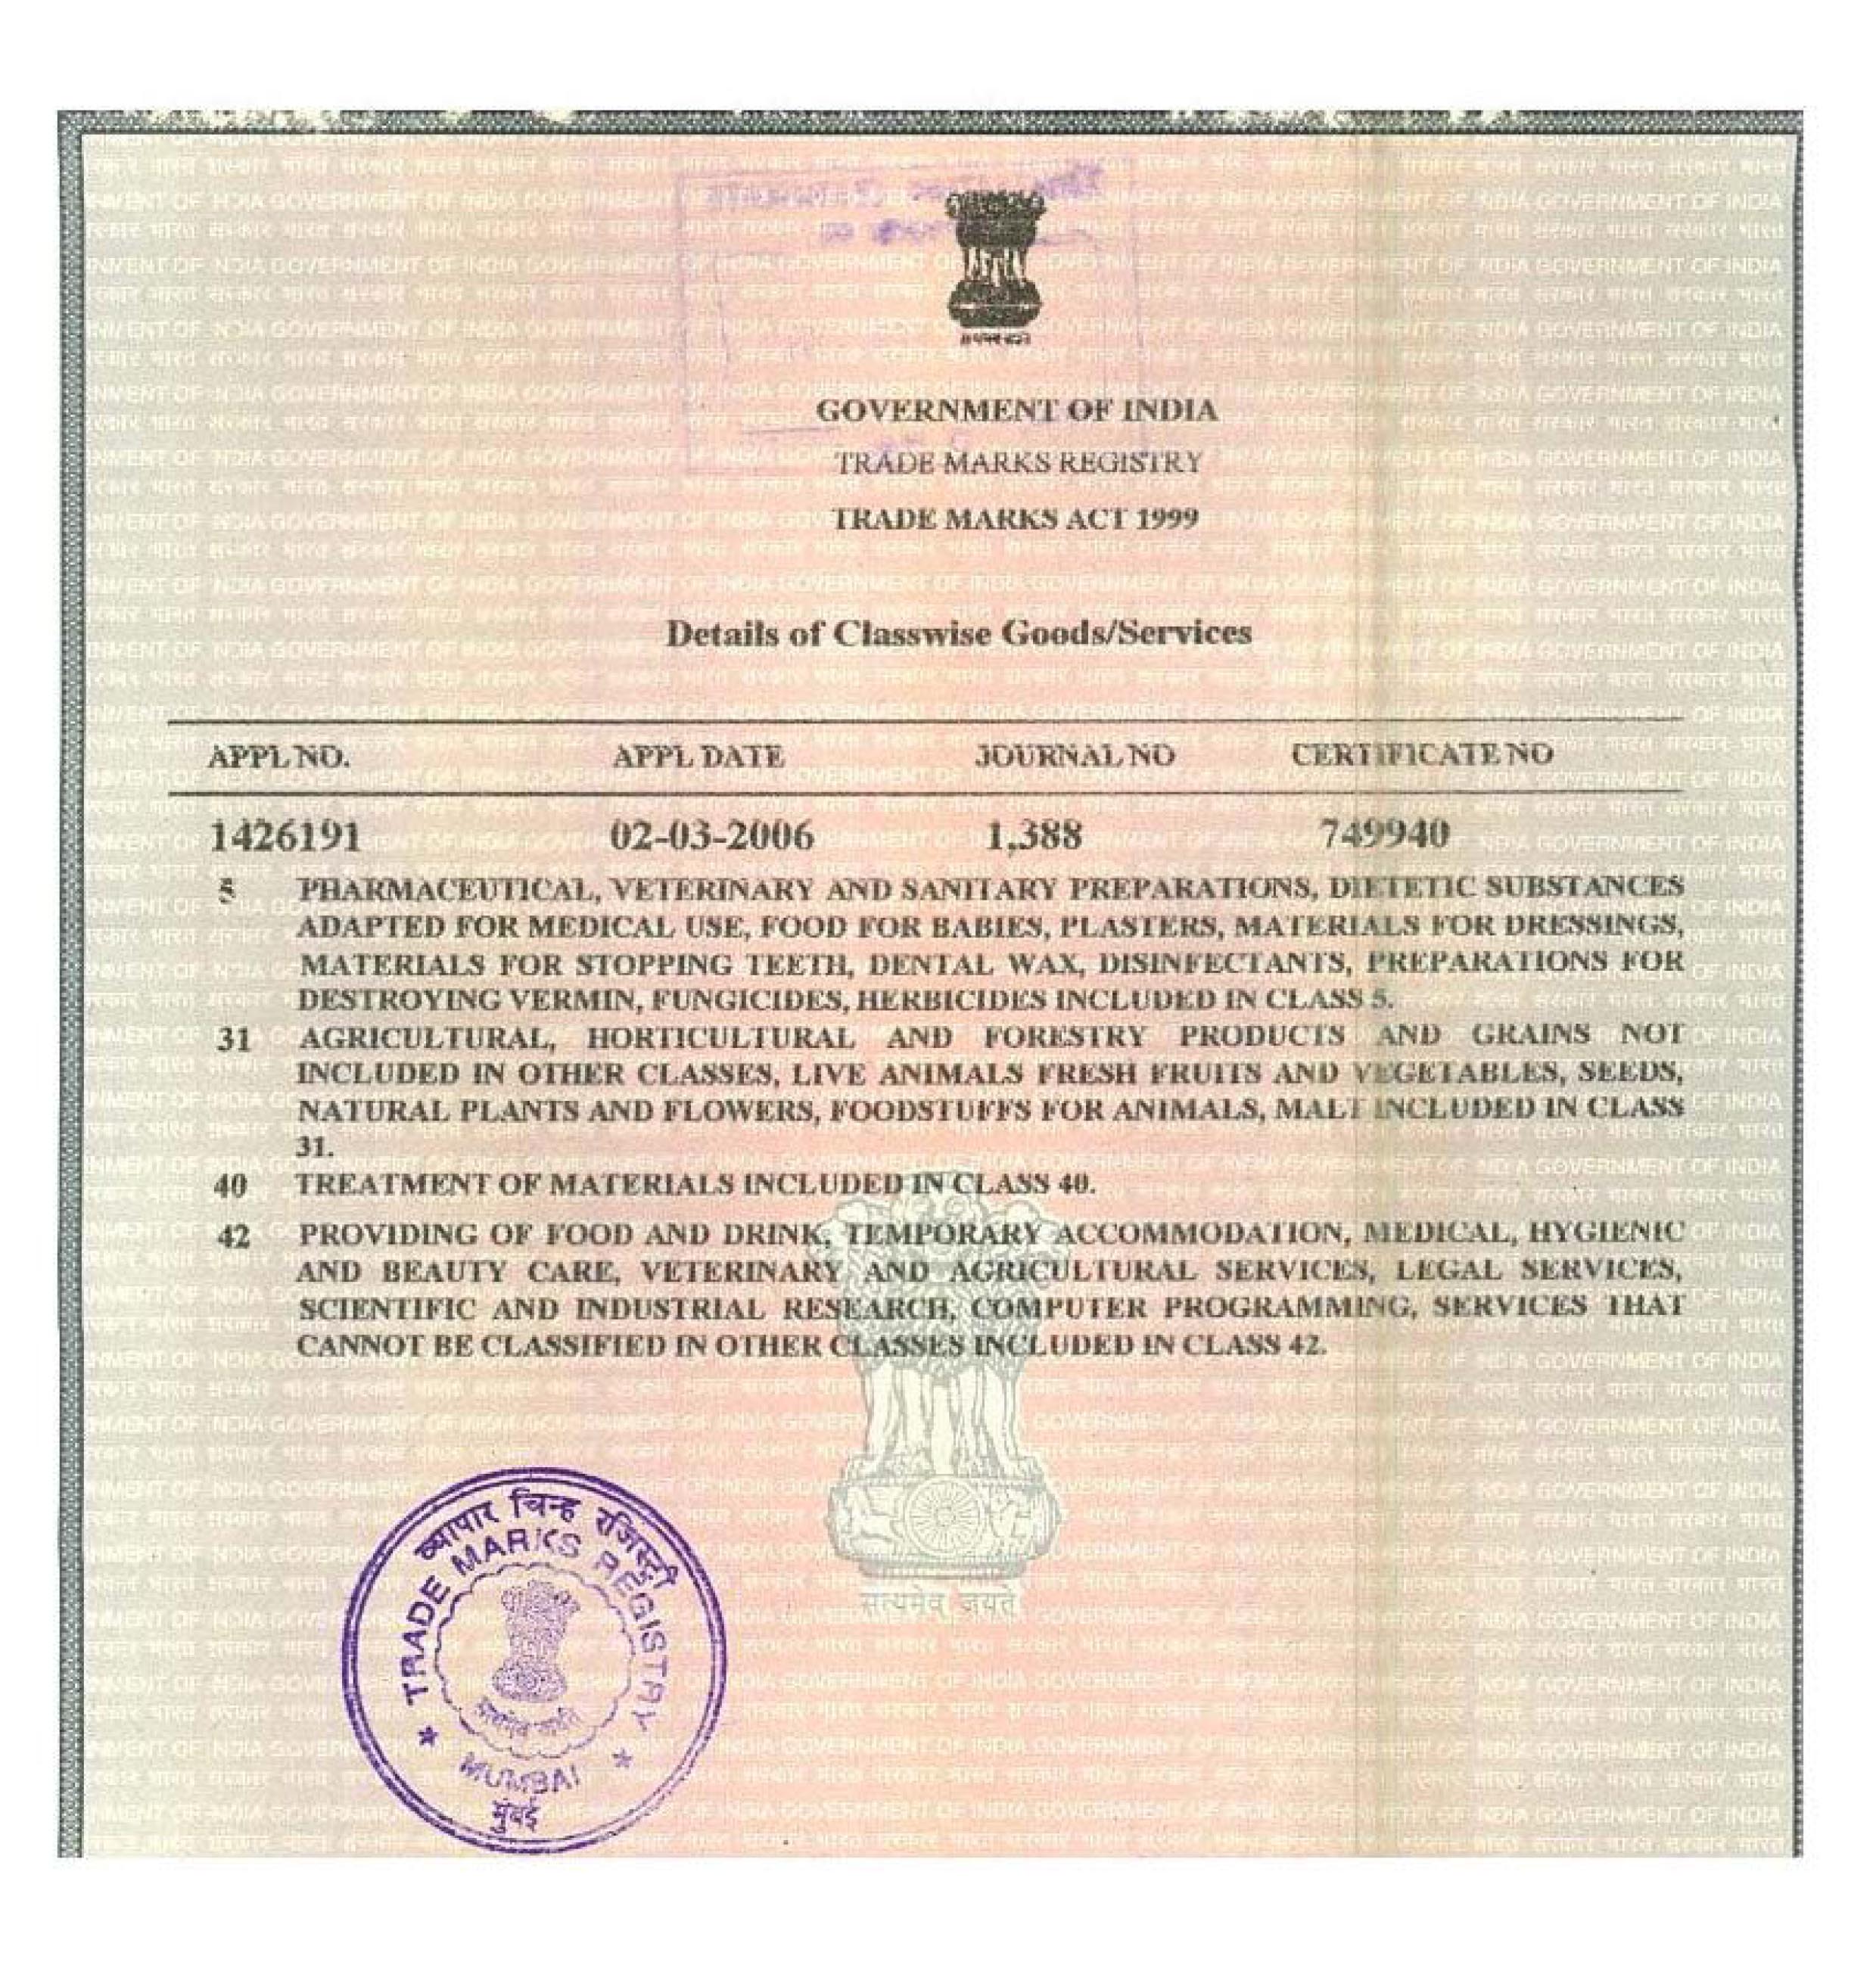 GOVERNMENT OF INDIA
TRADE MARKS REGISTRY
TRADE MARKS ACT 1999
Details of Classwise Goods/Services
APPL NO. APPL DATE JOURNAL NO CERTIFICATE NO
1426191 02-03-2006 1,388 749940
5 PHARMACEUTICAL, VETERINARY AND SANITARY PREPARATIONS, DIETETIC SUBSTANCES
ADAPTED FOR MEDICAL USE, FOOD FOR BABIES, PLASTERS, MATERIALS FOR DRESSINGS,
MATERIALS FOR STOPPING TEETH, DENTAL WAX, DISINFECTANTS, PREPARATIONS FOR
DESTROYING VERMIN, FUNGICIDES, HERBICIDES INCLUDED IN CLASS 5.
31 AGRICULTURAL, HORTICULTURAL AND FORESTRY PRODUCTS AND GRAINS NOT
INCLUDED IN OTHER CLASSES, LIVE ANIMALS FRESH FRUITS AND VEGETABLES, SEEDS,
NATURAL PLANTS AND FLOWERS, FOODSTUFFS FOR ANIMALS, MALT INCLUDED IN CLASS
31.
40 TREATMENT OF MATERIALS INCLUDED IN CLASS 40.
42 PROVIDING OF FOOD AND DRINK, TEMPORARY ACCOMMODATION, MEDICAL, HYGIENIC
AND BEAUTY CARE, VETERINARY AND AGRICULTURAL SERVICES, LEGAL SERVICES,
SCIENTIFIC AND INDUSTRIAL RESEARCH, COMPUTER PROGRAMMING, SERVICES THAT
CANNOT BE CLASSIFIED IN OTHER CLASSES INCLUDED IN CLASS 42.
सत्यमेव जयते
व्यापार चिन्ह रजिस्ट्री
TRADE MARKS REGISTRY
सत्यमेव जयते
MUMBAI
मुंबई